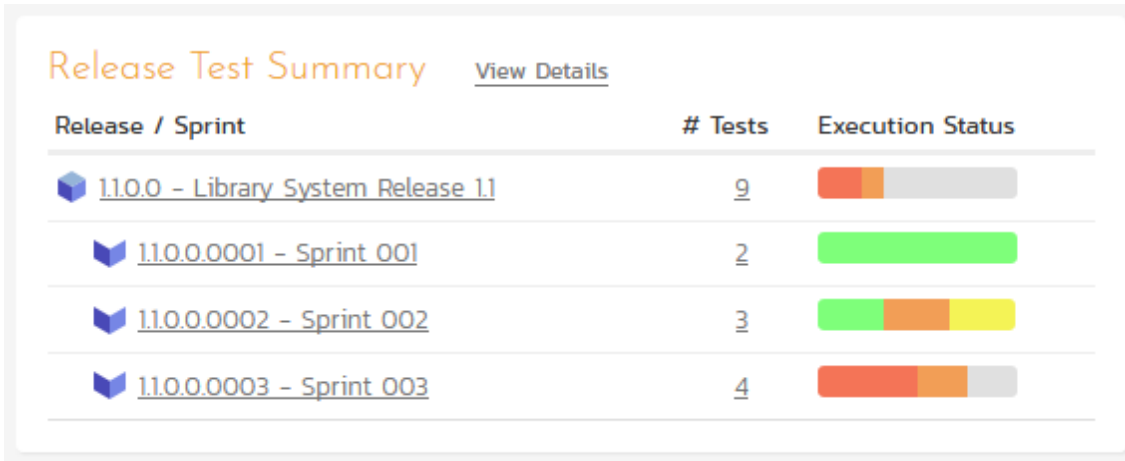 Release Test Summary View Details
Release / Sprint # Tests Execution Status
1.1.0.0 - Library System Release 1.1 9
1.1.0.0.0001 - Sprint 001 2
1.1.0.0.0002 - Sprint 002 3
1.1.0.0.0003 - Sprint 003 4